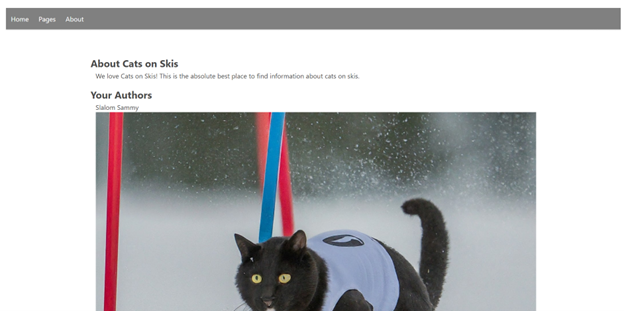 Home Pages About
About Cats on Skis
We love Cats on Skis! This is the absolute best place to find information about cats on skis.
Your Authors
Slalom Sammy